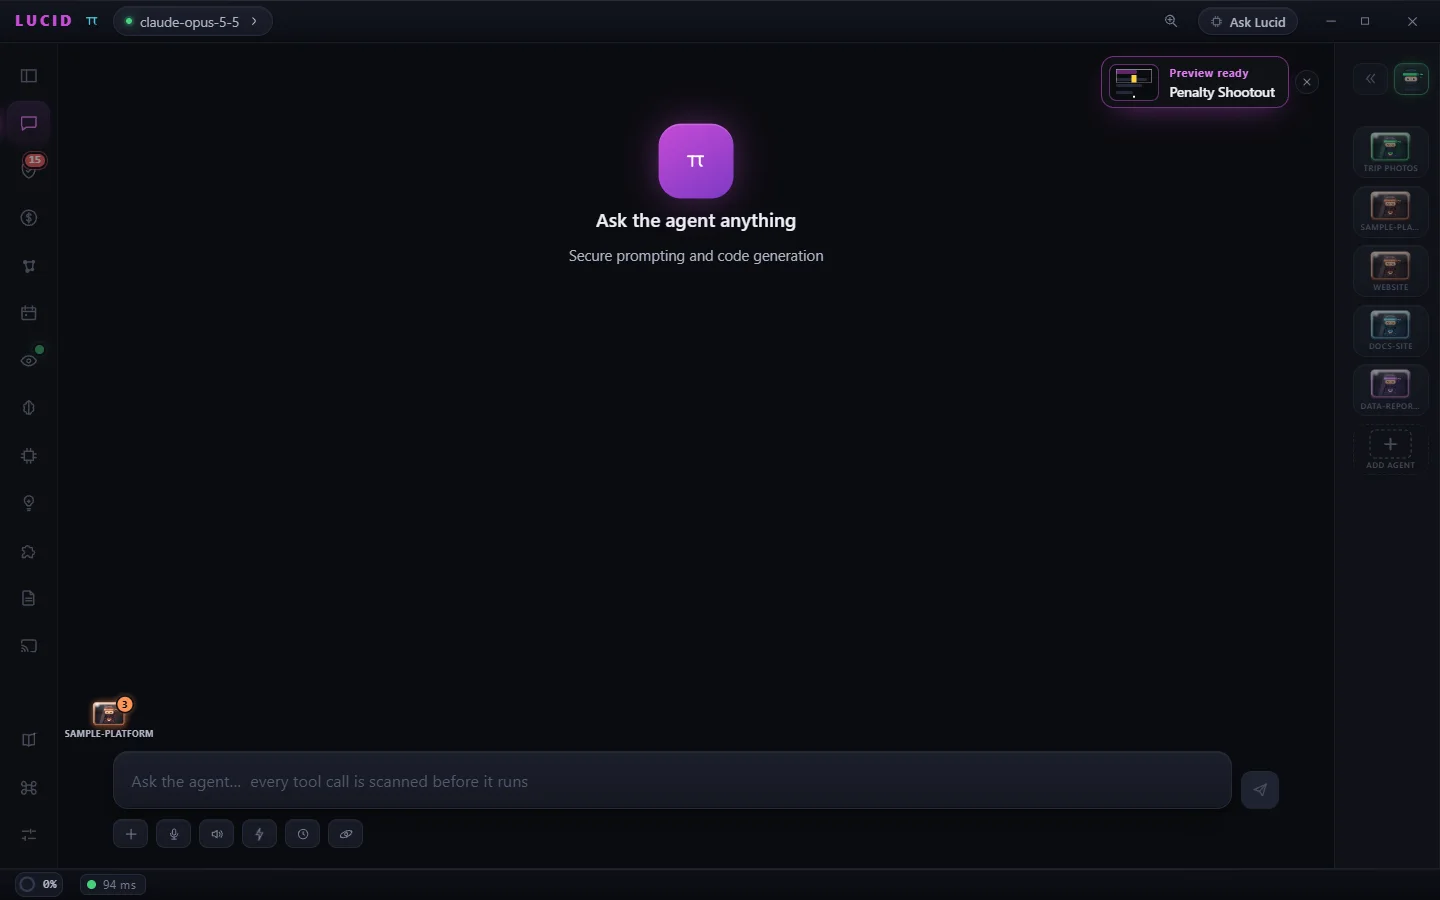 LUCID π claude-opus-5-5
Ask Lucid
Preview ready
Penalty Shootout
π
Ask the agent anything
Secure prompting and code generation
15
TRIP PHOTOS
SAMPLE-PLA...
WEBSITE
DOCS-SITE
DATA-REPOR...
ADD AGENT
3
SAMPLE-PLATFORM
Ask the agent... every tool call is scanned before it runs
0%
94 ms